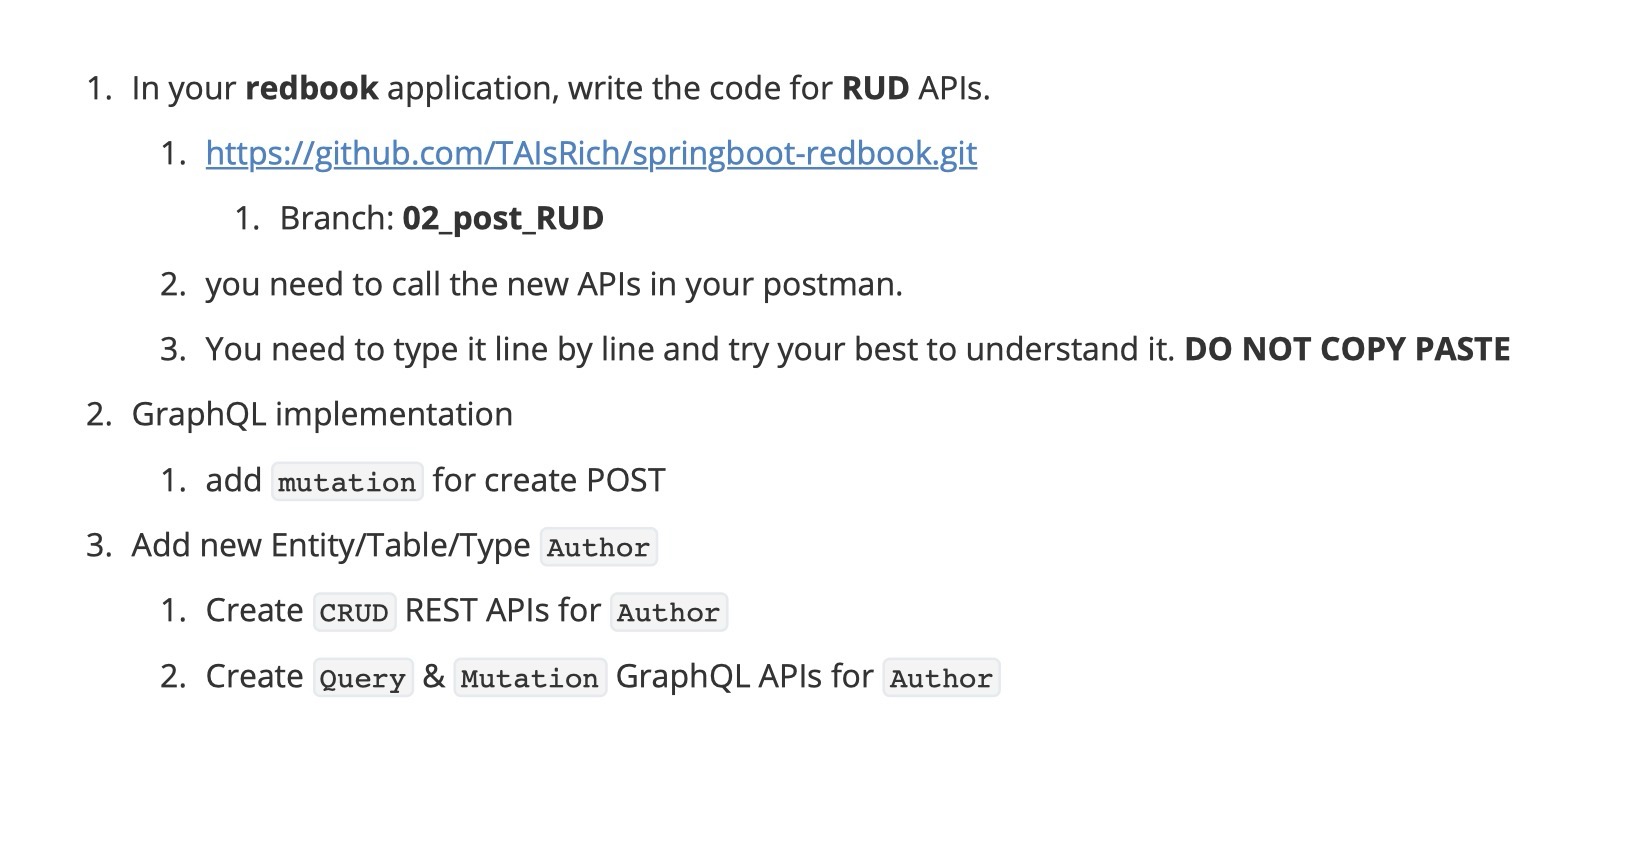 1. In your redbook application, write the code for RUD APIs.
1. https://github.com/TAIsRich/springboot-redbook.git
1. Branch: 02_post_RUD
2. you need to call the new APIs in your postman.
3. You need to type it line by line and try your best to understand it. DO NOT COPY PASTE
2. GraphQL implementation
1. add mutation for create POST
3. Add new Entity/Table/Type Author
1. Create CRUD REST APIs for Author
2. Create Query & Mutation GraphQL APIs for Author